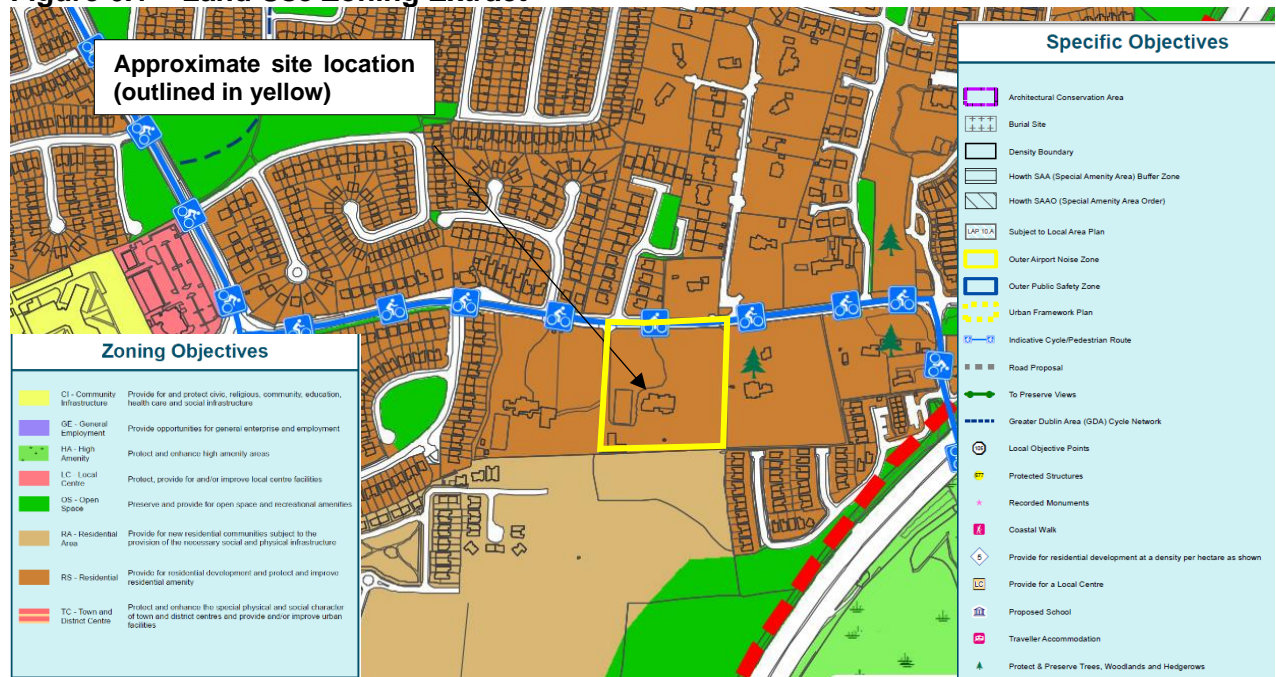 Approximate site location
(outlined in yellow)
Zoning Objectives
CI - Community
Infrastructure
Provide for and protect civic, religious, community, education,
health care and social infrastructure
GE - General
Employment
Provide opportunities for general enterprise and employment
HA - High
Amenity
Protect and enhance high amenity areas
LC - Local
Centre
Protect, provide for and/or improve local centre facilities
OS - Open
Space
Preserve and provide for open space and recreational amenities
RA - Residential
Area
Provide for new residential communities subject to the
provision of the necessary social and physical infrastructure
RS - Residential
Provide for residential development and protect and improve
residential amenity
TC - Town and
District Centre
Protect and enhance the special physical and social character
of town and district centres and provide and/or improve urban
facilities
Specific Objectives
Architectural Conservation Area
Burial Site
Density Boundary
Howth SAA (Special Amenity Area) Buffer Zone
Howth SAAO (Special Amenity Area Order)
LAP 10.A
Subject to Local Area Plan
Outer Airport Noise Zone
Outer Public Safety Zone
Urban Framework Plan
Indicative Cycle/Pedestrian Route
Road Proposal
To Preserve Views
Greater Dublin Area (GDA) Cycle Network
Local Objective Points
Protected Structures
Recorded Monuments
Coastal Walk
5
Provide for residential development at a density per hectare as shown
LC
Provide for a Local Centre
Proposed School
Traveller Accommodation
Protect & Preserve Trees, Woodlands and Hedgerows